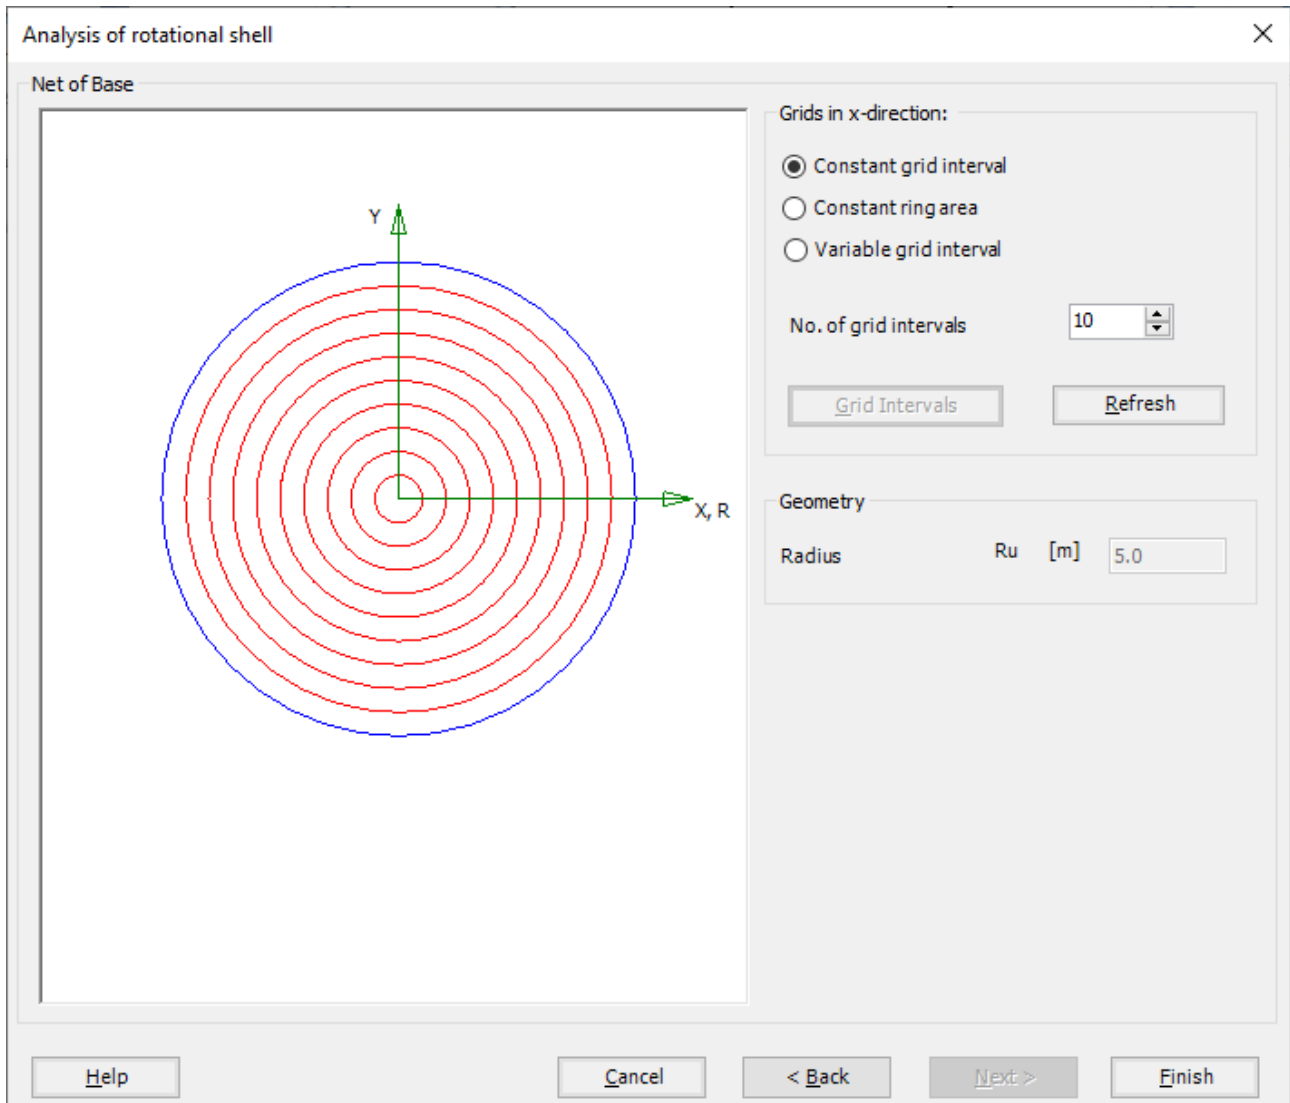 Analysis of rotational shell
Net of Base
Y
X, R
Grids in x-direction:
Constant grid interval
Constant ring area
Variable grid interval
No. of grid intervals 10
Grid Intervals Refresh
Geometry
Radius Ru [m] 5.0
Help Cancel < Back Next > Finish